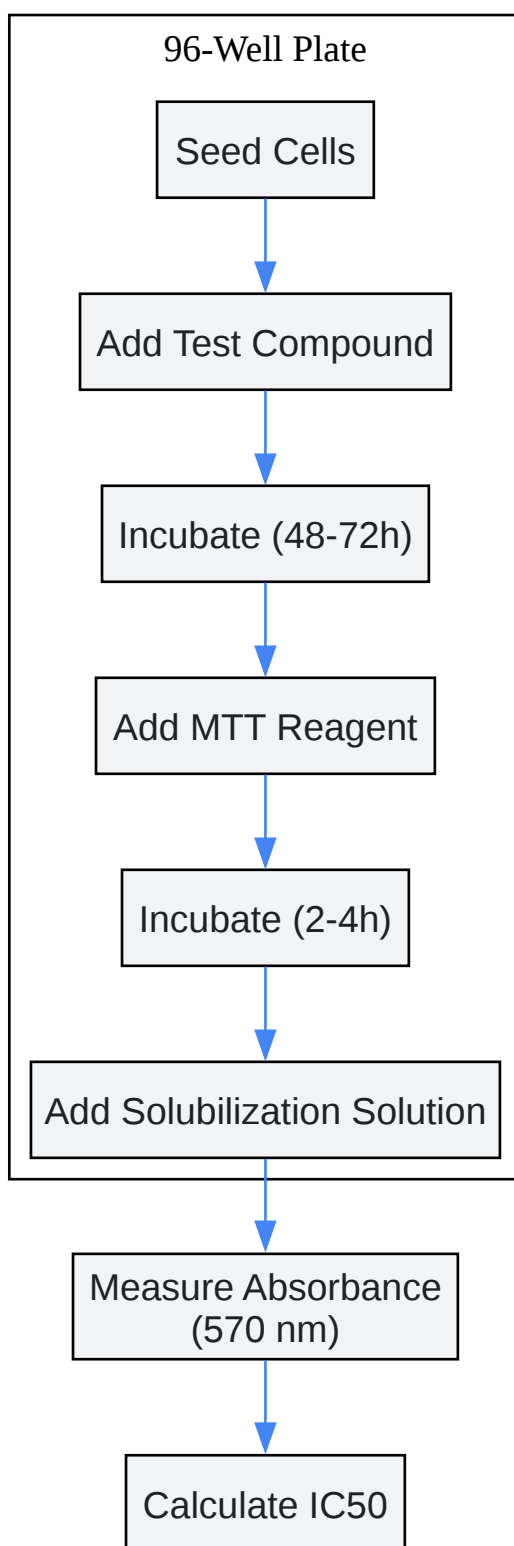 96-Well Plate
Seed Cells
Add Test Compound
Incubate (48-72h)
Add MTT Reagent
Incubate (2-4h)
Add Solubilization Solution
Measure Absorbance
(570 nm)
Calculate IC50